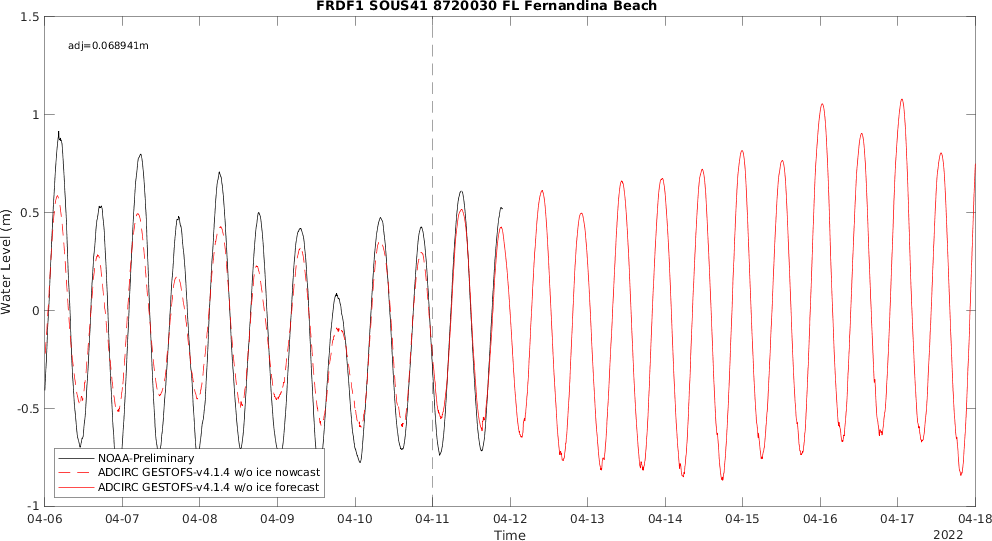 FRDF1 SOUS41 8720030 FL Fernandina Beach
adj=0.068941m
1.5
1
0.5
0
-0.5
-1
Water Level (m)
NOAA-Preliminary
ADCIRC GESTOFS-v4.1.4 w/o ice nowcast
ADCIRC GESTOFS-v4.1.4 w/o ice forecast
04-06 04-07 04-08 04-09 04-10 04-11 04-12 04-13 04-14 04-15 04-16 04-17 04-18
Time
2022